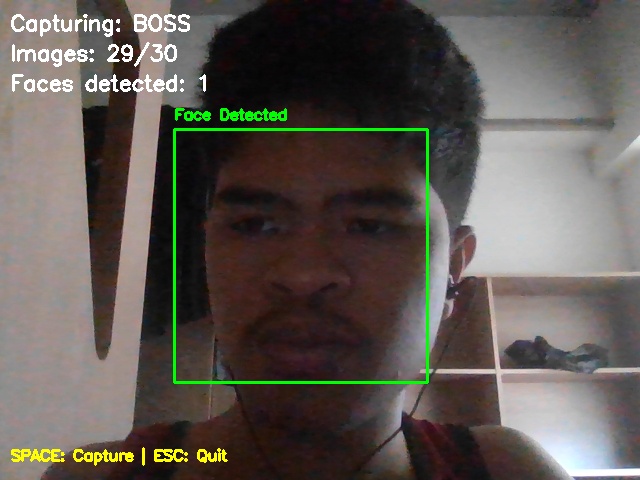 Capturing: BOSS
Images: 29/30
Faces detected: 1
Face Detected
SPACE: Capture | ESC: Quit